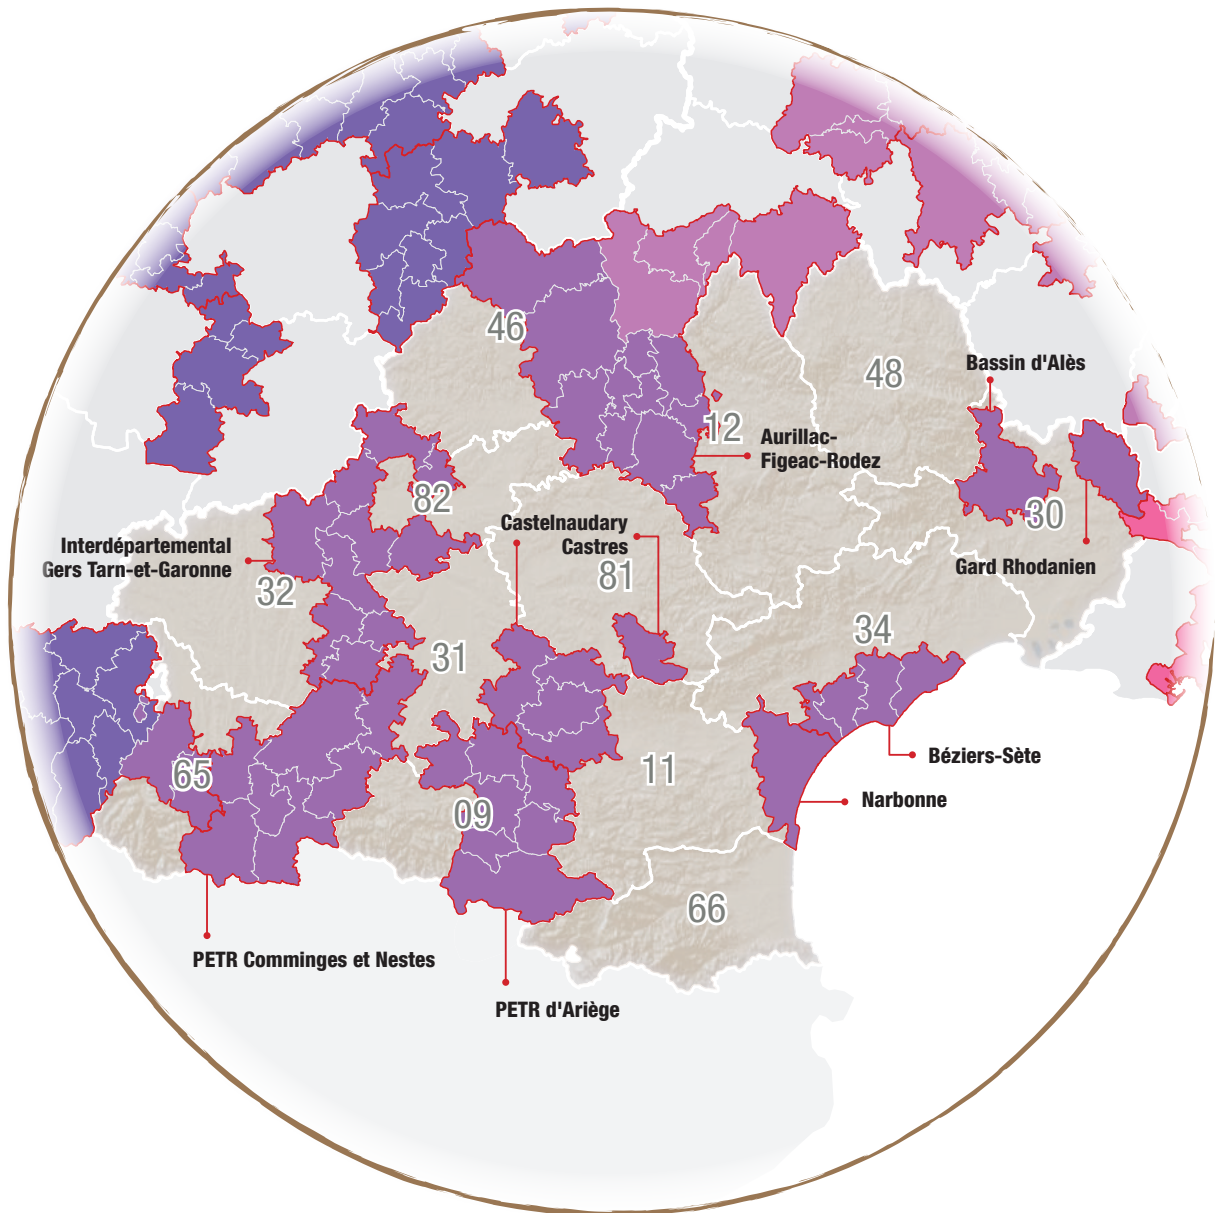 46
48
Bassin d'Alès
12
Aurillac-
Figeac-Rodez
82
30
Castelnaudary
Castres
Interdépartemental
Gers Tarn-et-Garonne
81
Gard Rhodanien
32
34
31
Béziers-Sète
65
11
Narbonne
09
66
PETR Comminges et Nestes
PETR d'Ariège